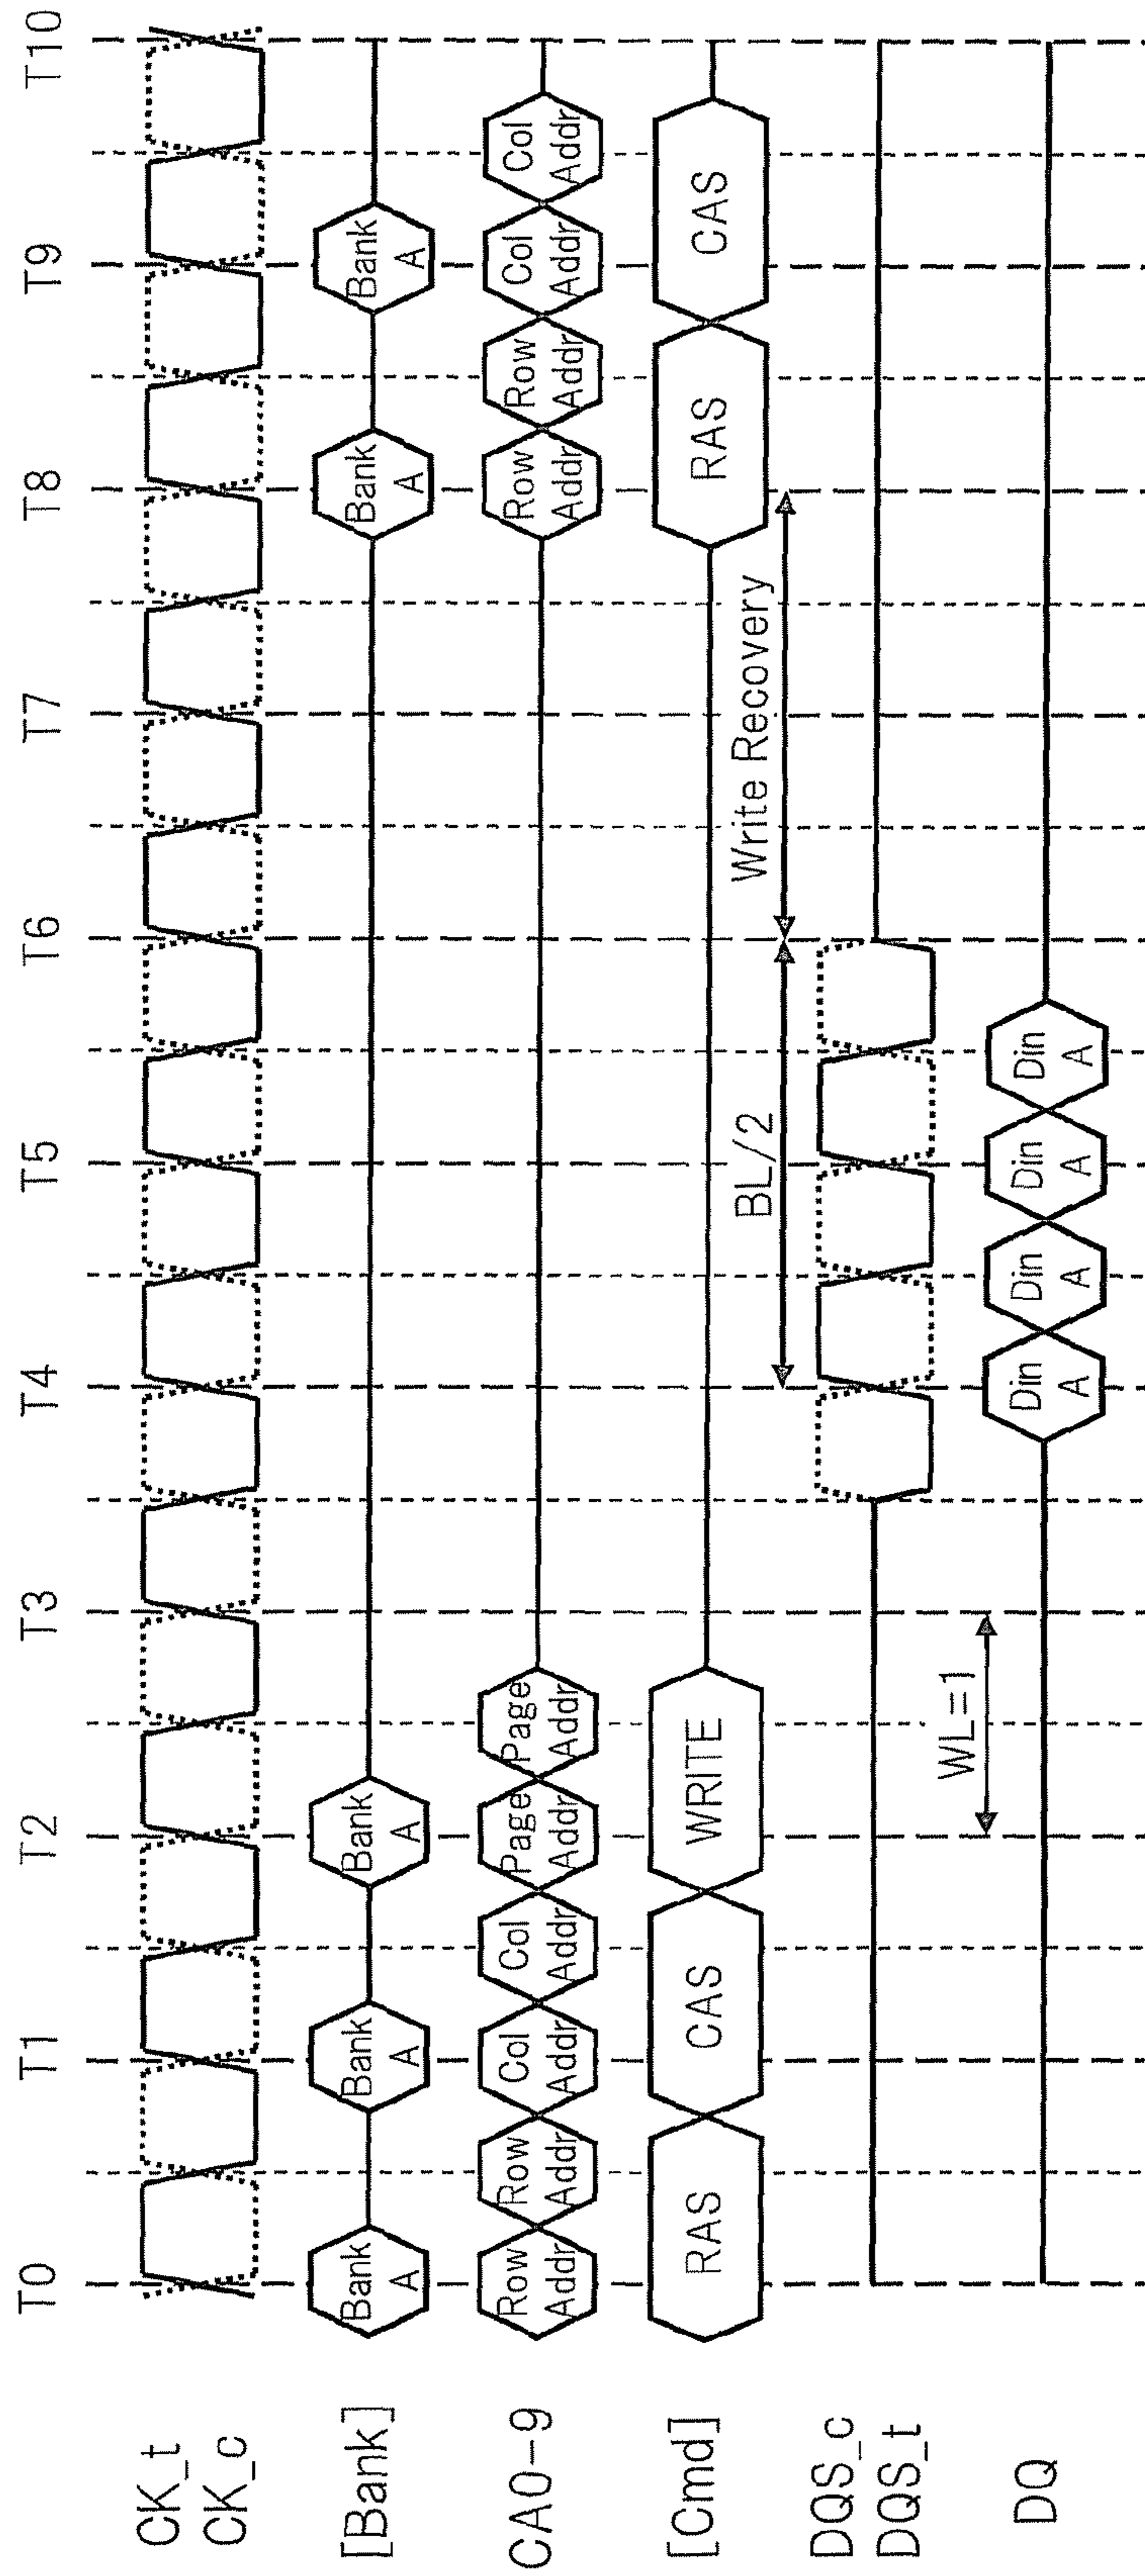 T0 T1 T2 T3 T4 T5 T6 T7 T8 T9 T10
CK_t
CK_c
[Bank]
Bank Bank Bank Bank Bank
A A A A A
CA0-9
Row Row Col Col Page Page Row Row Col Col
Addr Addr Addr Addr Addr Addr Addr Addr Addr Addr
[Cmd] RAS CAS WRITE RAS CAS
BL/2 Write Recovery
DQS_c
DQS_t
WL=1
DQ
Din Din Din Din
A A A A